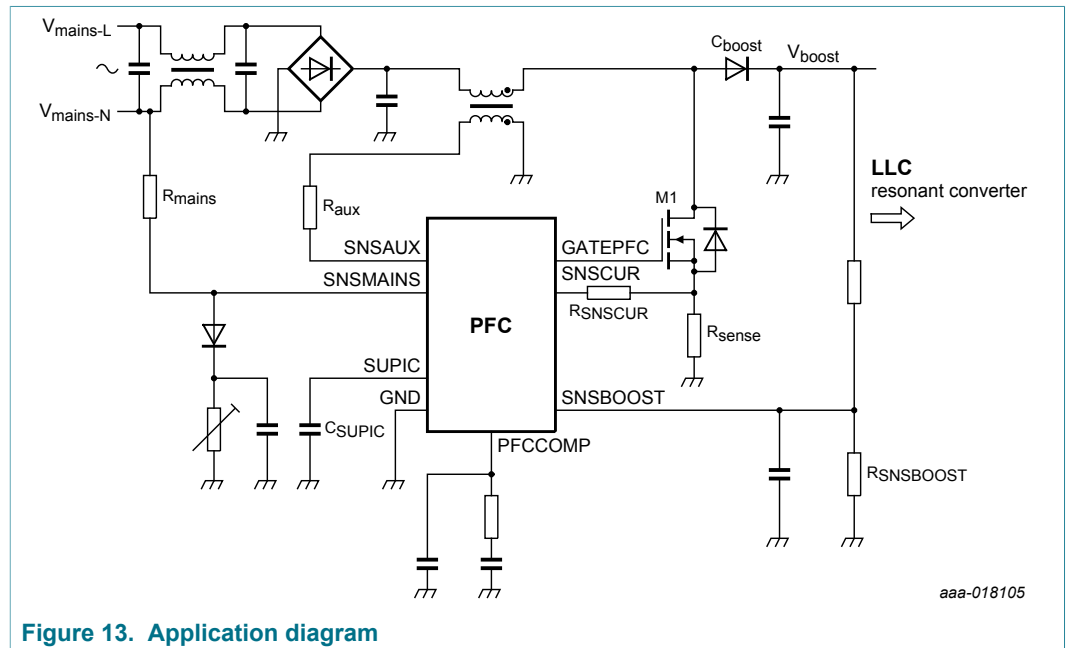 Vmains-L
Cboost
Vboost
Vmains-N
LLC
resonant converter
Rmains
Raux
M1
SNSAUX
GATEPFC
SNSMAINS
SNSCUR
RSNSCUR
PFC
Rsense
SUPIC
GND
SNSBOOST
CSUPIC
PFCCOMP
RSNSBOOST
aaa-018105
Figure 13. Application diagram